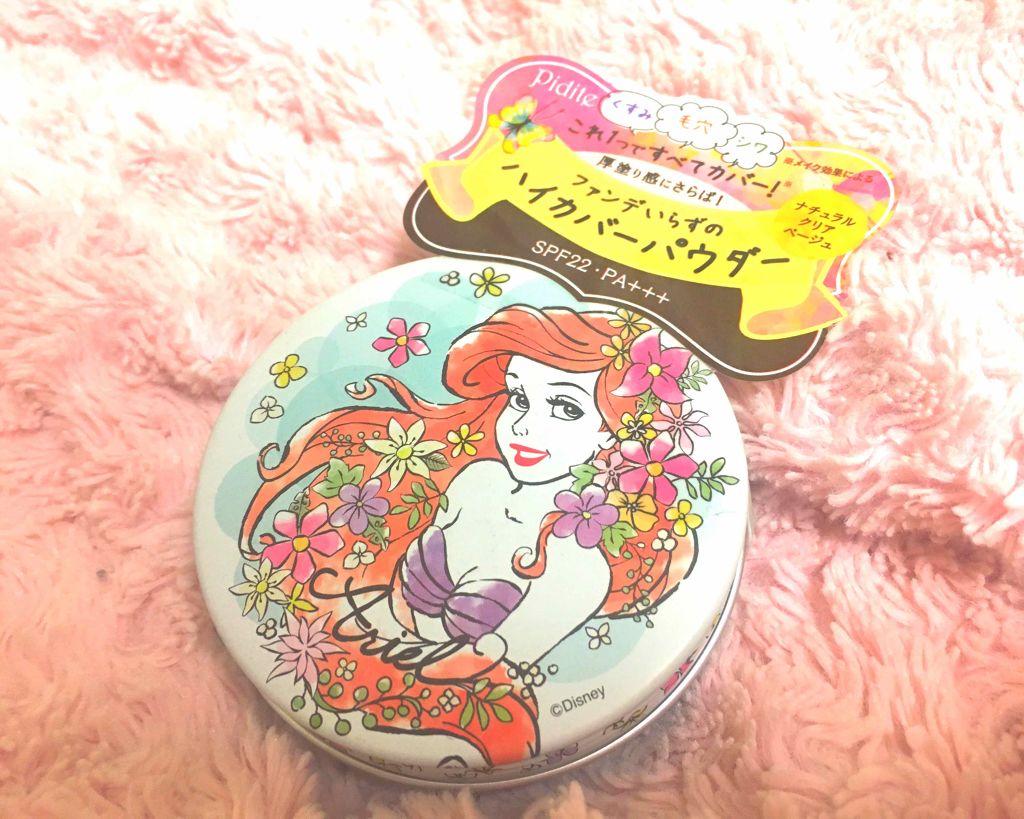 Pidite
くすみ
毛穴
シワ
これ1つですべてカバー!※
※メイク効果による
厚塗り感にさらば!
ファンデいらずの
ハイカバーパウダー
ナチュラル
クリア
ベージュ
SPF22・PA+++
Ariel
©Disney